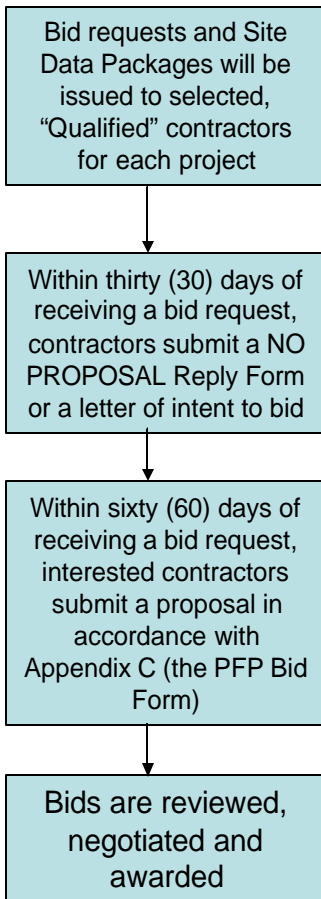 Bid requests and Site
Data Packages will be
issued to selected,
“Qualified” contractors
for each project
Within thirty (30) days of
receiving a bid request,
contractors submit a NO
PROPOSAL Reply Form
or a letter of intent to bid
Within sixty (60) days of
receiving a bid request,
interested contractors
submit a proposal in
accordance with
Appendix C (the PFP Bid
Form)
Bids are reviewed,
negotiated and
awarded